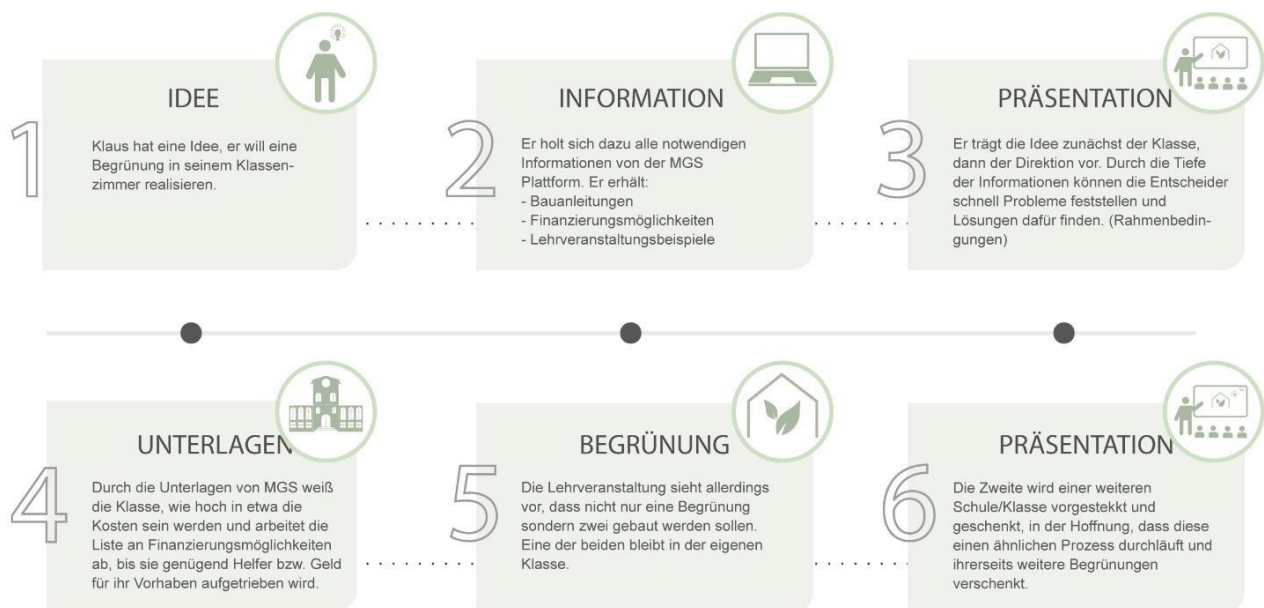 1
IDEE
Klaus hat eine Idee, er will eine
Begrünung in seinem Klassen-
zimmer realisieren.
2
INFORMATION
Er holt sich dazu alle notwendigen
Informationen von der MGS
Plattform. Er erhält:
- Bauanleitungen
- Finanzierungsmöglichkeiten
- Lehrveranstaltungsbeispiele
3
PRÄSENTATION
Er trägt die Idee zunächst der Klasse,
dann der Direktion vor. Durch die Tiefe
der Informationen können die Entscheider
schnell Probleme feststellen und
Lösungen dafür finden. (Rahmenbedin-
gungen)
4
UNTERLAGEN
Durch die Unterlagen von MGS weiß
die Klasse, wie hoch in etwa die
Kosten sein werden und arbeitet die
Liste an Finanzierungsmöglichkeiten
ab, bis sie genügend Helfer bzw. Geld
für ihr Vorhaben aufgetrieben wird.
5
BEGRÜNUNG
Die Lehrveranstaltung sieht allerdings
vor, dass nicht nur eine Begrünung
sondern zwei gebaut werden sollen.
Eine der beiden bleibt in der eigenen
Klasse.
6
PRÄSENTATION
Die Zweite wird einer weiteren
Schule/Klasse vorgestekkt und
geschenkt, in der Hoffnung, dass diese
einen ähnlichen Prozess durchläuft und
ihrerseits weitere Begrünungen
verschenkt.